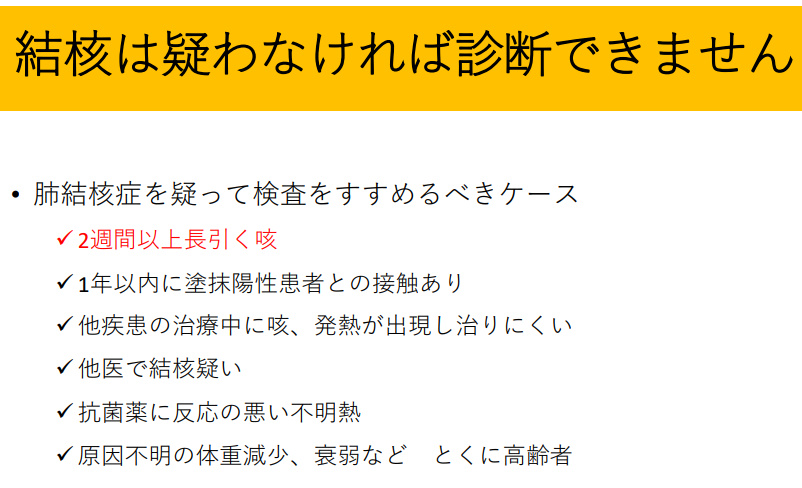 結核は疑わなければ診断できません
• 肺結核症を疑って検査をすすめるべきケース
✓2週間以上長引く咳
✓1年以内に塗抹陽性患者との接触あり
✓他疾患の治療中に咳、発熱が出現し治りにくい
✓他医で結核疑い
✓抗菌薬に反応の悪い不明熱
✓原因不明の体重減少、衰弱など　とくに高齢者